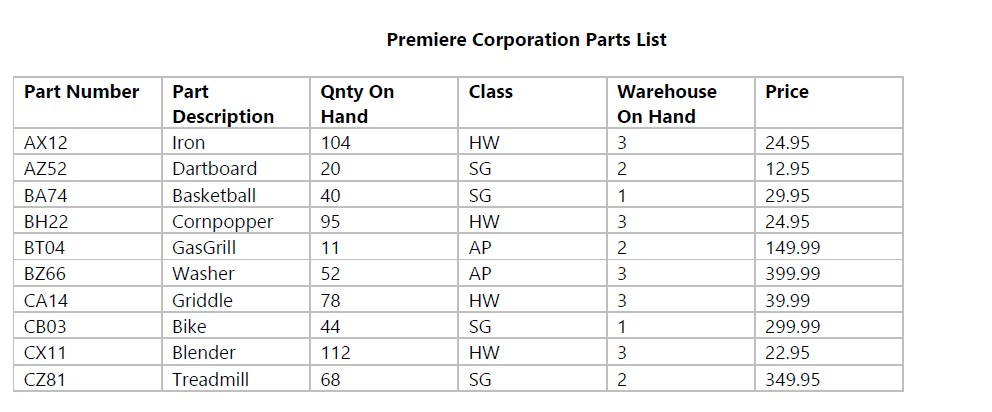 Premiere Corporation Parts List
Part Number Part Description Qnty On Hand Class Warehouse On Hand Price
AX12 Iron 104 HW 3 24.95
AZ52 Dartboard 20 SG 2 12.95
BA74 Basketball 40 SG 1 29.95
BH22 Cornpopper 95 HW 3 24.95
BT04 GasGrill 11 AP 2 149.99
BZ66 Washer 52 AP 3 399.99
CA14 Griddle 78 HW 3 39.99
CB03 Bike 44 SG 1 299.99
CX11 Blender 112 HW 3 22.95
CZ81 Treadmill 68 SG 2 349.95